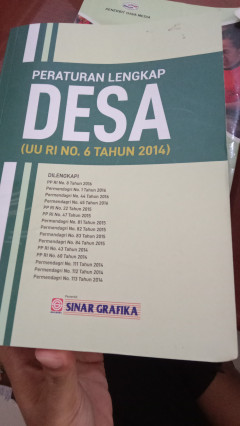 PERATURAN LENGKAP
DESA
(UU RI NO. 6 TAHUN 2014)
DILENGKAPI
PP RI No. 8 Tahun 2016
Permendagri No. 1 Tahun 2016
Permendagri No. 44 Tahun 2016
Permendagri No. 45 Tahun 2016
PP RI No. 22 Tahun 2015
PP RI No. 47 Tahun 2015
Permendagri No. 81 Tahun 2015
Permendagri No. 82 Tahun 2015
Permendagri No. 83 Tahun 2015
Permendagri No. 84 Tahun 2015
PP RI No. 43 Tahun 2014
PP RI No. 60 Tahun 2014
Permendagri No. 111 Tahun 2014
Permendagri No. 112 Tahun 2014
Permendagri No. 113 Tahun 2014
SINAR GRAFIKA